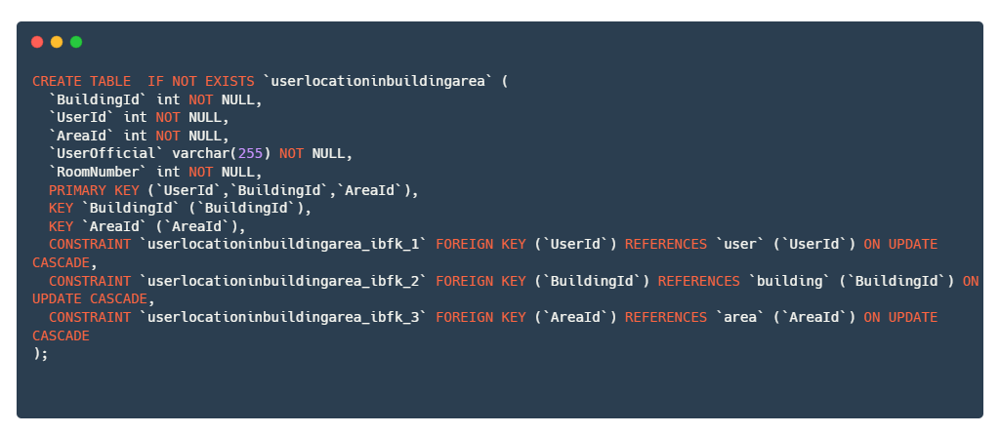 CREATE TABLE  IF NOT EXISTS `userlocationinbuildingarea` (
  `BuildingId` int NOT NULL,
  `UserId` int NOT NULL,
  `AreaId` int NOT NULL,
  `UserOfficial` varchar(255) NOT NULL,
  `RoomNumber` int NOT NULL,
  PRIMARY KEY (`UserId`,`BuildingId`,`AreaId`),
  KEY `BuildingId` (`BuildingId`),
  KEY `AreaId` (`AreaId`),
  CONSTRAINT `userlocationinbuildingarea_ibfk_1` FOREIGN KEY (`UserId`) REFERENCES `user` (`UserId`) ON UPDATE
CASCADE,
  CONSTRAINT `userlocationinbuildingarea_ibfk_2` FOREIGN KEY (`BuildingId`) REFERENCES `building` (`BuildingId`) ON
UPDATE CASCADE,
  CONSTRAINT `userlocationinbuildingarea_ibfk_3` FOREIGN KEY (`AreaId`) REFERENCES `area` (`AreaId`) ON UPDATE
CASCADE
);